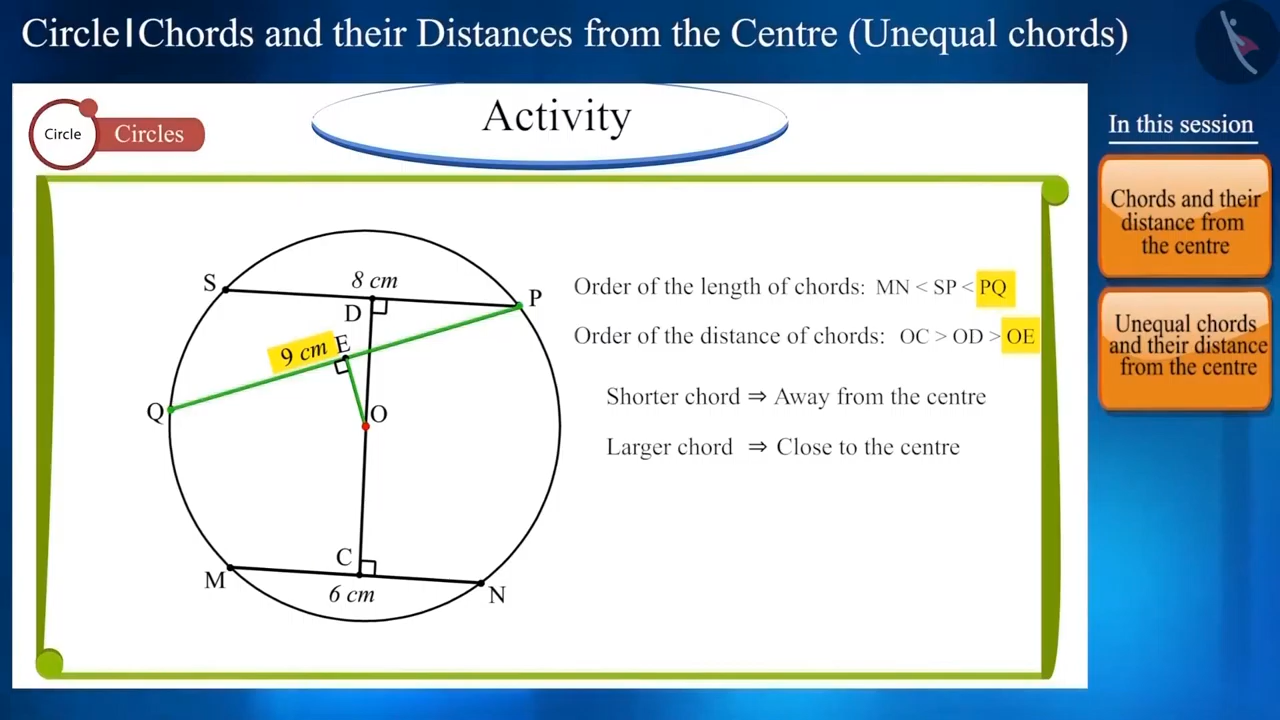 Circle|Chords and their Distances from the Centre (Unequal chords)
Circle
Circles
Activity
In this session
Chords and their
distance from
the centre
Unequal chords
and their distance
from the centre
S
8 cm
P
D
9 cm
E
Q
O
C
M
6 cm
N
Order of the length of chords: MN < SP < PQ
Order of the distance of chords: OC > OD > OE
Shorter chord ⇒ Away from the centre
Larger chord ⇒ Close to the centre